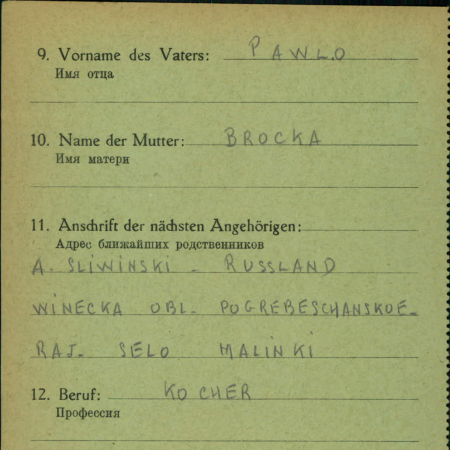 9. Vorname des Vaters: PAWLO
Имя отца
10. Name der Mutter: BROCKA
Имя матери
11. Anschrift der nächsten Angehörigen:
Адрес ближайших родственников
A. SLIWINSKI - RUSSLAND
WINECKA OBL. POGREBESCHANSKOE-
RAJ- SELO MALINKI
12. Beruf: KOCHER
Профессия